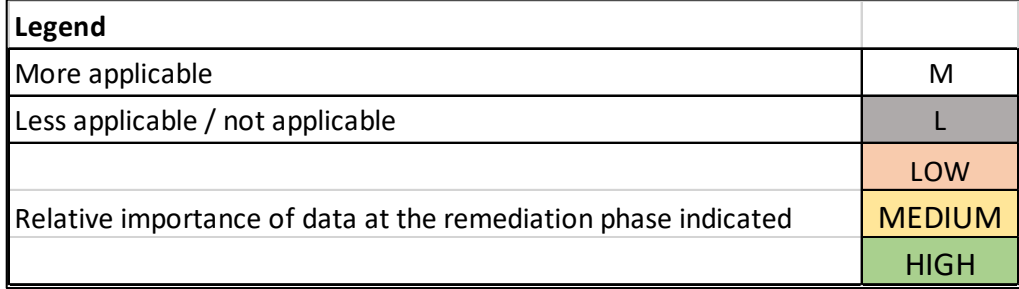 Legend
More applicable M
Less applicable / not applicable L
LOW
Relative importance of data at the remediation phase indicated MEDIUM
HIGH